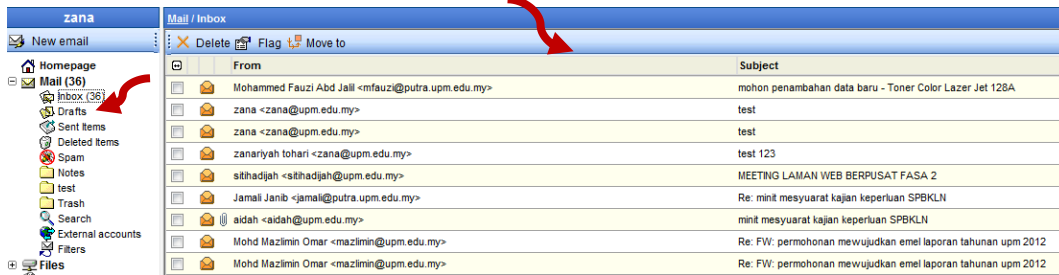 zana
New email
Homepage
Mail (36)
Inbox (36)
Drafts
Sent Items
Deleted Items
Spam
Notes
test
Trash
Search
External accounts
Filters
Files
Mail / Inbox
Delete Flag Move to
From Subject
Mohammed Fauzi Abd Jalil <mfauzi@putra.upm.edu.my> mohon penambahan data baru - Toner Color Lazer Jet 128A
zana <zana@upm.edu.my> test
zana <zana@upm.edu.my> test
zanariyah tohari <zana@upm.edu.my> test 123
sitihadijah <sitihadijah@upm.edu.my> MEETING LAMAN WEB BERPUSAT FASA 2
Jamali Janib <jamali@putra.upm.edu.my> Re: minit mesyuarat kajian keperluan SPBKLN
aidah <aidah@upm.edu.my> minit mesyuarat kajian keperluan SPBKLN
Mohd Mazlimin Omar <mazlimin@upm.edu.my> Re: FW: permohonan mewujudkan emel laporan tahunan upm 2012
Mohd Mazlimin Omar <mazlimin@upm.edu.my> Re: FW: permohonan mewujudkan emel laporan tahunan upm 2012